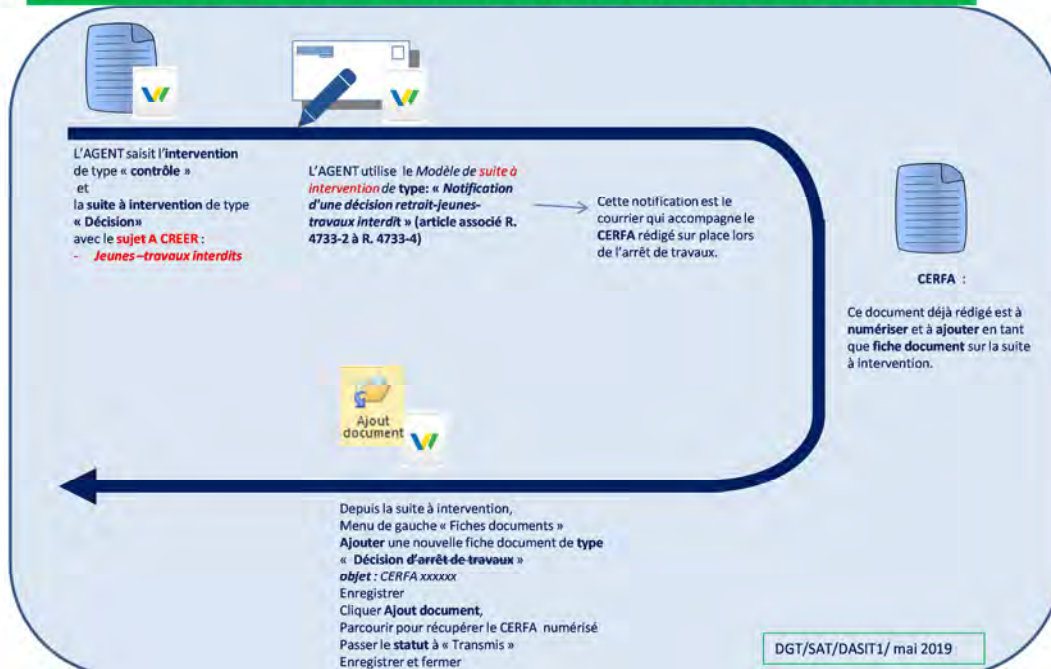 L'AGENT saisit l'intervention
de type « contrôle »
et
la suite à intervention de type
« Décision»
avec le sujet A CREER :
- Jeunes –travaux interdits
L'AGENT utilise le Modèle de suite à
intervention de type: « Notification
d'une décision retrait-jeunes-
travaux interdit » (article associé R.
4733-2 à R. 4733-4)
Cette notification est le
courrier qui accompagne le
CERFA rédigé sur place lors
de l'arrêt de travaux.
CERFA :
Ce document déjà rédigé est à
numériser et à ajouter en tant
que fiche document sur la suite
à intervention.
Ajout
document
Depuis la suite à intervention,
Menu de gauche « Fiches documents »
Ajouter une nouvelle fiche document de type
« Décision d'arrêt de travaux »
objet : CERFA xxxxxx
Enregistrer
Cliquer Ajout document,
Parcourir pour récupérer le CERFA numérisé
Passer le statut à « Transmis »
Enregistrer et fermer
DGT/SAT/DASIT1/ mai 2019